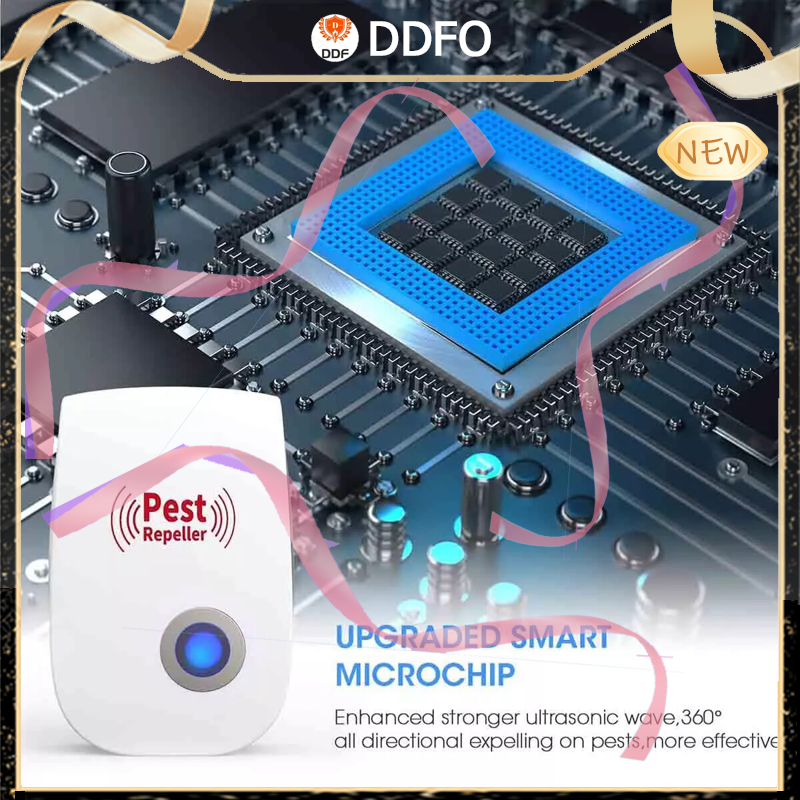 DDF
DDFO
NEW
Pest
Repeller
UPGRADED SMART
MICROCHIP
Enhanced stronger ultrasonic wave,360°
all directional expelling on pests,more effective